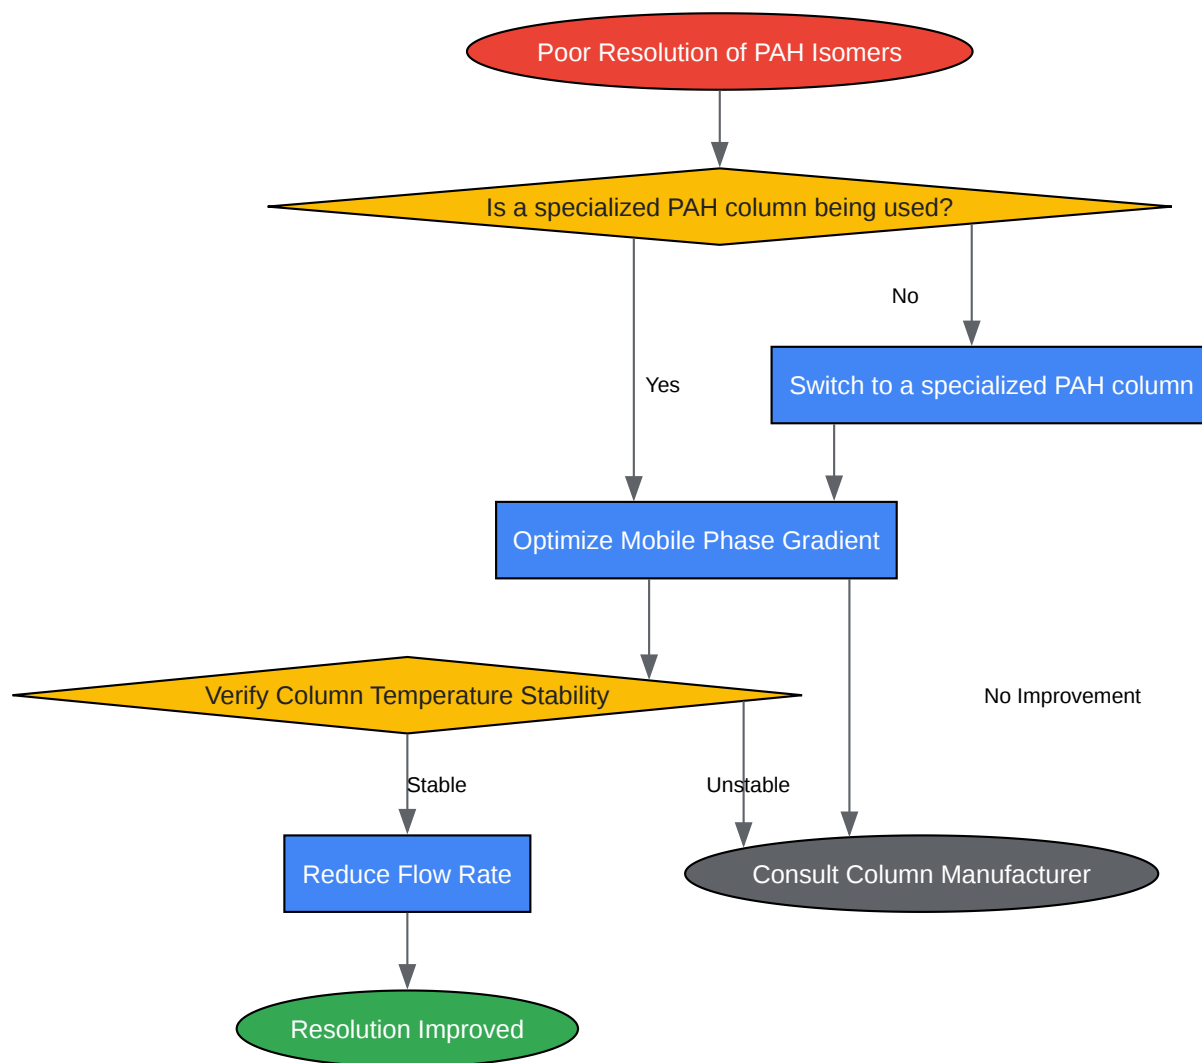 Poor Resolution of PAH Isomers
Is a specialized PAH column being used?
No
Yes
Switch to a specialized PAH column
Optimize Mobile Phase Gradient
Verify Column Temperature Stability
No Improvement
Stable
Unstable
Reduce Flow Rate
Consult Column Manufacturer
Resolution Improved